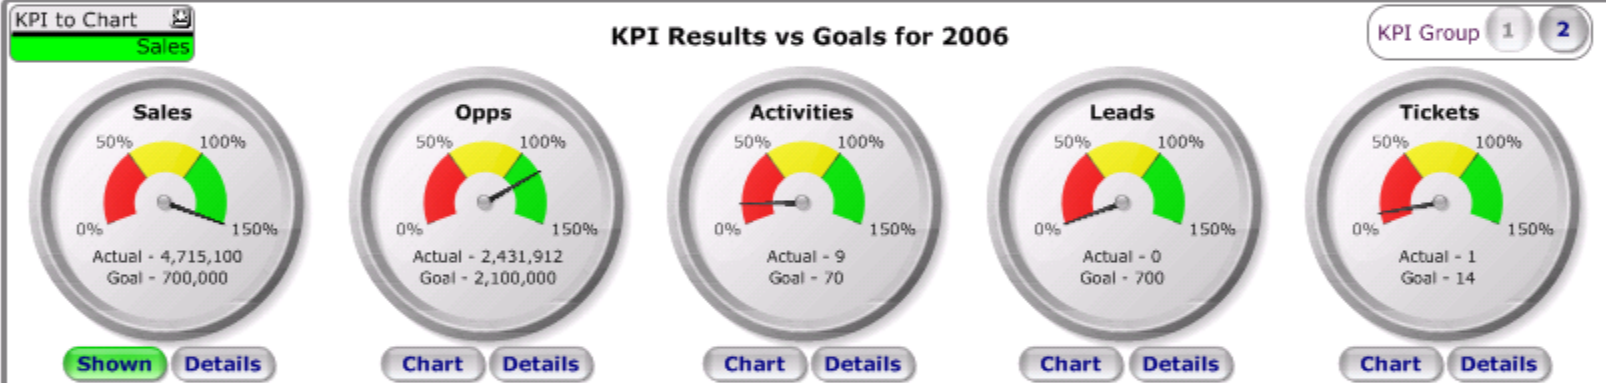 KPI to Chart
Sales
KPI Results vs Goals for 2006
KPI Group 1 2
Sales
50% 100%
0% 150%
Actual - 4,715,100
Goal - 700,000
Shown Details
Opps
50% 100%
0% 150%
Actual - 2,431,912
Goal - 2,100,000
Chart Details
Activities
50% 100%
0% 150%
Actual - 9
Goal - 70
Chart Details
Leads
50% 100%
0% 150%
Actual - 0
Goal - 700
Chart Details
Tickets
50% 100%
0% 150%
Actual - 1
Goal - 14
Chart Details